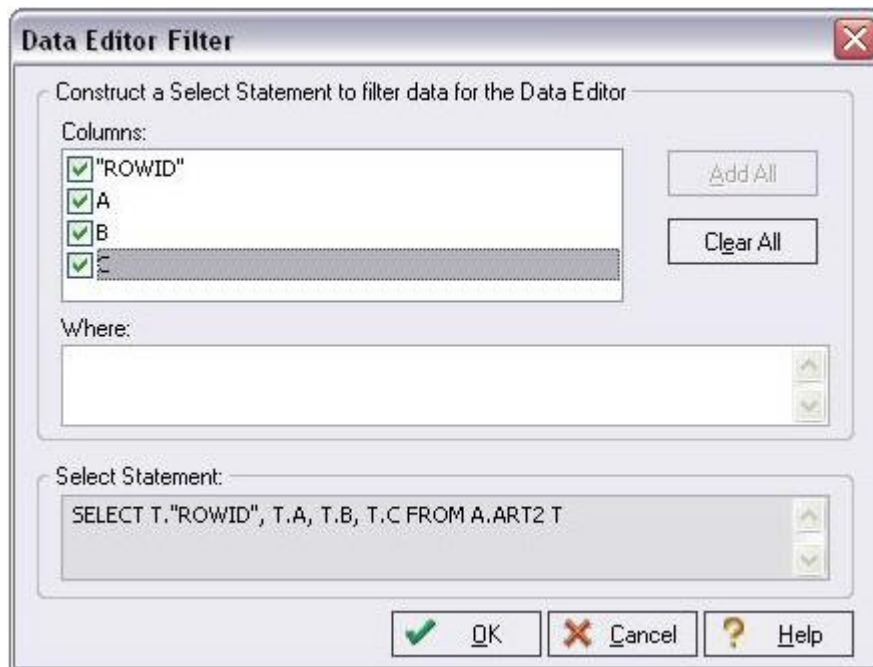 Data Editor Filter
Construct a Select Statement to filter data for the Data Editor
Columns:
"ROWID"
A
B
C
Add All
Clear All
Where:
Select Statement:
SELECT T."ROWID", T.A, T.B, T.C FROM A.ART2 T
OK
Cancel
Help